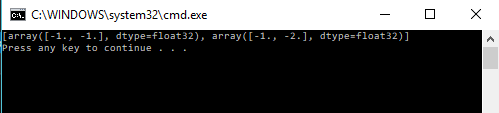 C:\WINDOWS\system32\cmd.exe
[array([-1., -1.], dtype=float32), array([-1., -2.], dtype=float32)]
Press any key to continue . . .